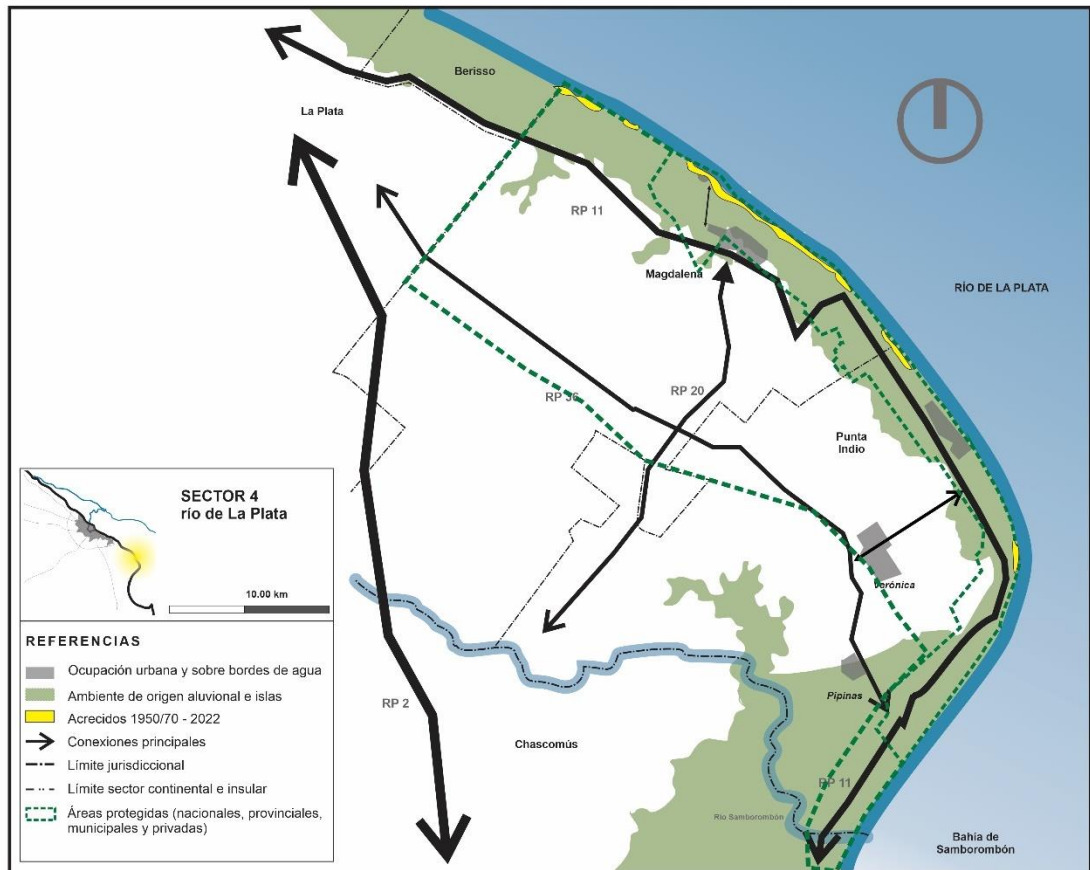 Berisso
La Plata
RP 11
RÍO DE LA PLATA
Magdalena
RP 36
RP 20
Punta
Indio
Verónica
Pipinas
RP 2
Chascomús
RP 11
Río Samborombón
Bahía de
Samborombón
SECTOR 4
río de La Plata
10.00 km
REFERENCIAS
Ocupación urbana y sobre bordes de agua
Ambiente de origen aluvional e islas
Acrecidos 1950/70 - 2022
Conexiones principales
Límite jurisdiccional
Límite sector continental e insular
Áreas protegidas (nacionales, provinciales,
municipales y privadas)